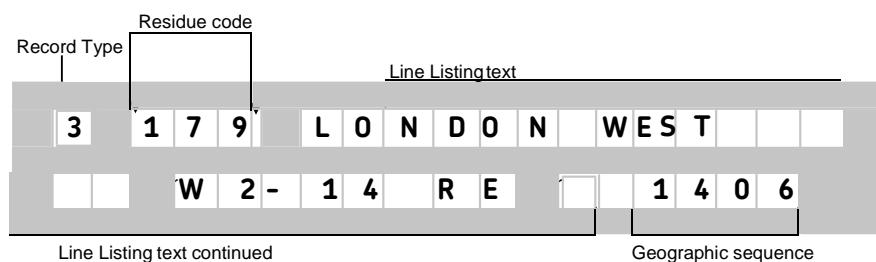 Residue code
Record Type
Line Listing text
3 179 LONDON WEST
W2-14 RE 1406
Line Listing text continued Geographic sequence